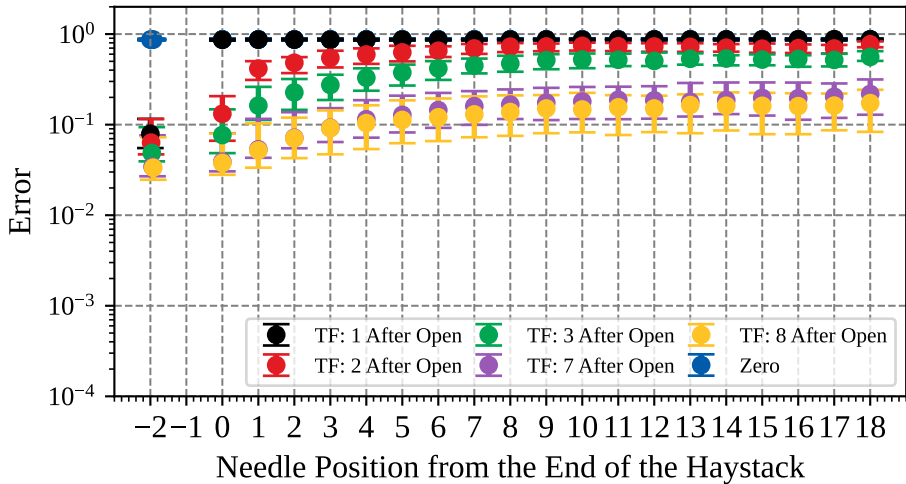 10⁰
10⁻¹
10⁻²
10⁻³
10⁻⁴
Error
TF: 1 After Open TF: 3 After Open TF: 8 After Open
TF: 2 After Open TF: 7 After Open Zero
−2 −1 0 1 2 3 4 5 6 7 8 9 10 11 12 13 14 15 16 17 18
Needle Position from the End of the Haystack